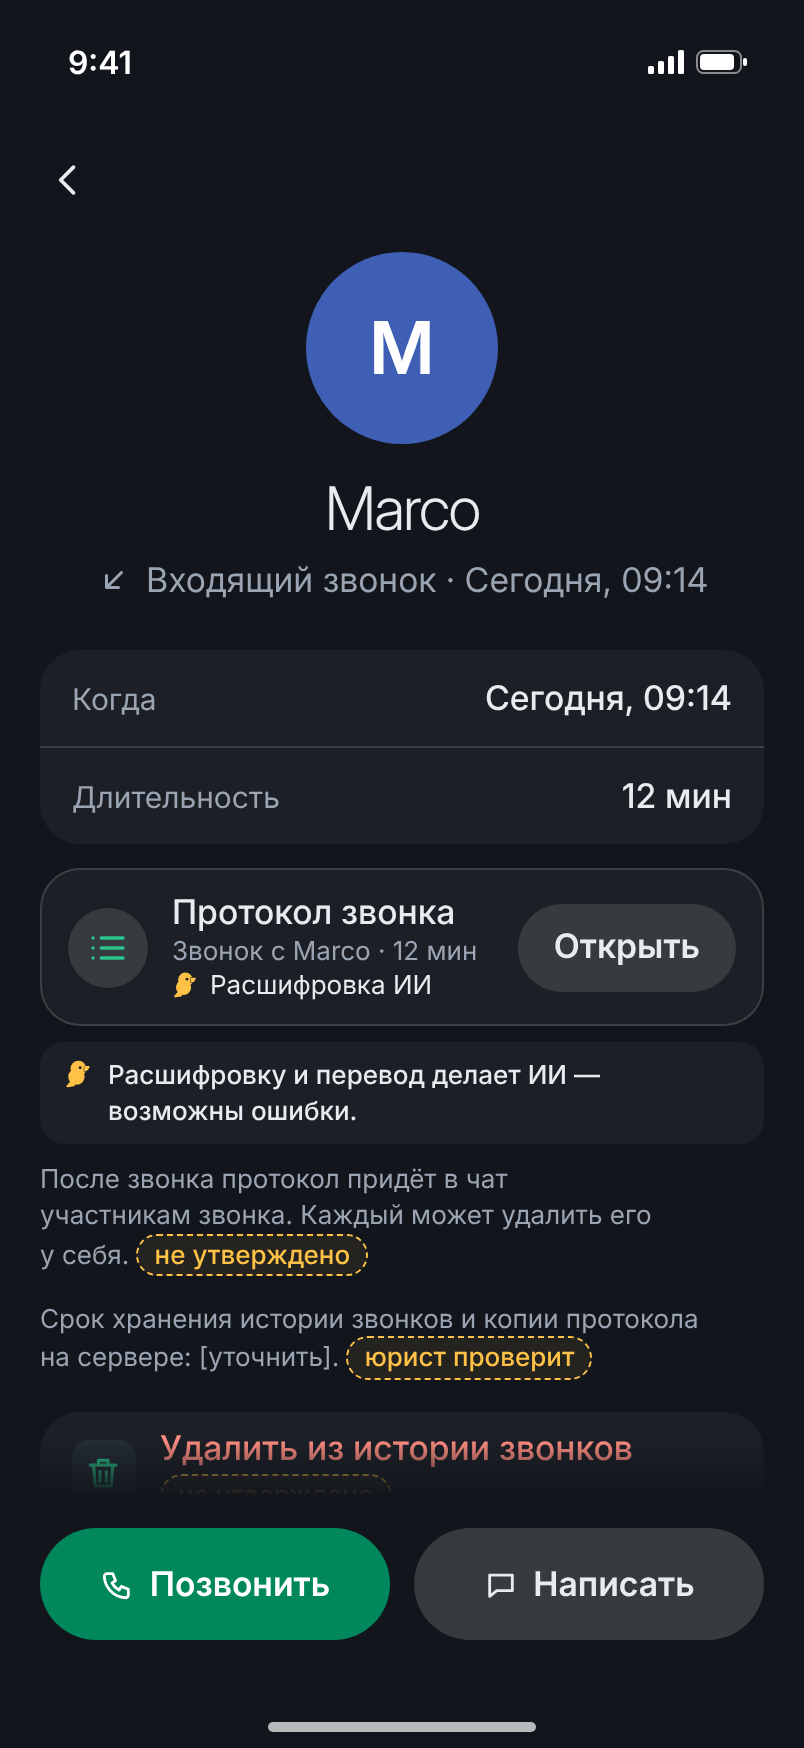 9:41
M
Marco
Входящий звонок · Сегодня, 09:14
Когда
Сегодня, 09:14
Длительность
12 мин
Протокол звонка
Звонок с Marco · 12 мин
Расшифровка ИИ
Открыть
Расшифровку и перевод делает ИИ —
возможны ошибки.
После звонка протокол придёт в чат
участникам звонка. Каждый может удалить его
у себя. не утверждено
Срок хранения истории звонков и копии протокола
на сервере: [уточнить]. юрист проверит
Удалить из истории звонков
не утверждено
Позвонить
Написать